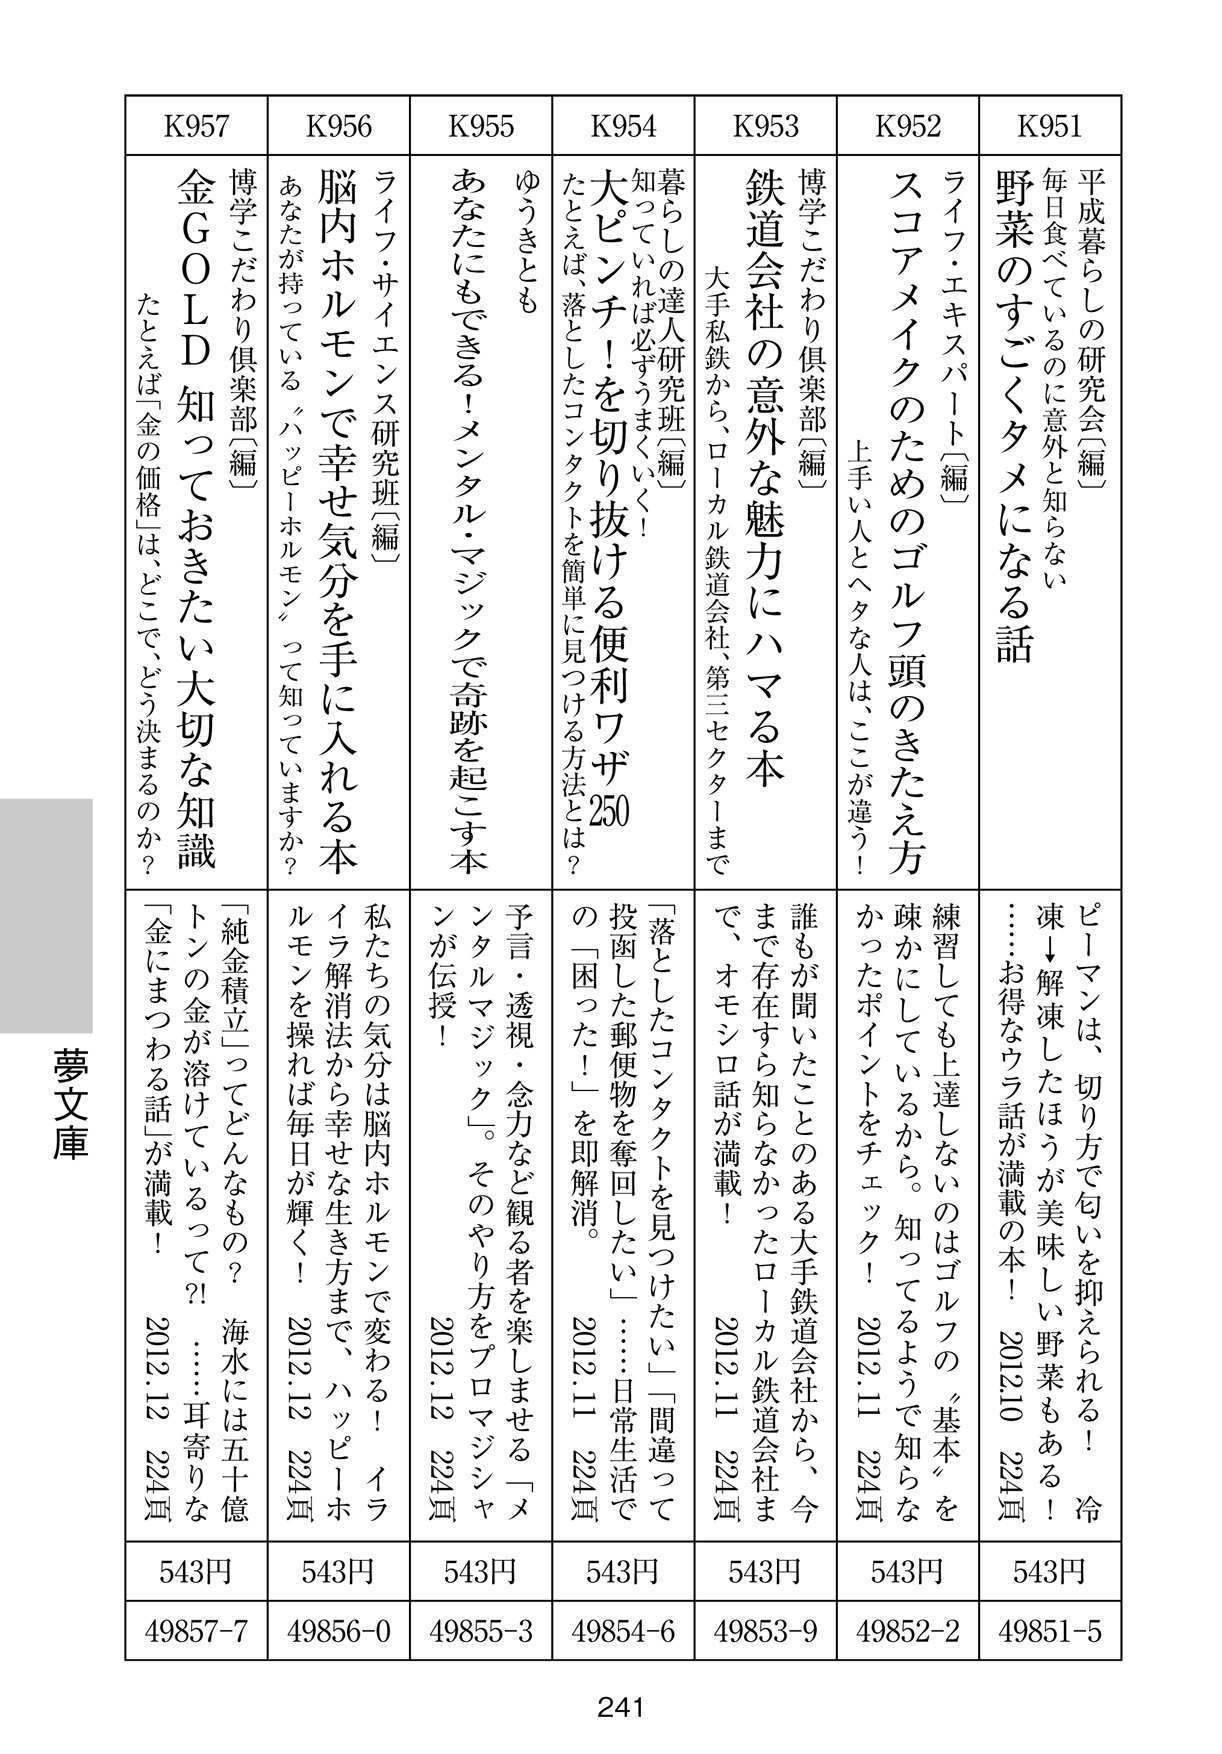 K951
平成暮らしの研究会〔編〕
毎日食べているのに意外と知らない
野菜のすごくタメになる話
ピーマンは、切り方で匂いを抑えられる！　冷
凍→解凍したほうが美味しい野菜もある！
……お得なウラ話が満載の本！　2012.10　224頁
543円
49851-5
K952
ライフ・エキスパート〔編〕
スコアメイクのためのゴルフ頭のきたえ方
上手い人とヘタな人は、ここが違う！
練習しても上達しないのはゴルフの〝基本〟を
疎かにしているから。知ってるようで知らな
かったポイントをチェック！　2012.11　224頁
543円
49852-2
K953
博学こだわり倶楽部〔編〕
鉄道会社の意外な魅力にハマる本
大手私鉄から、ローカル鉄道会社、第三セクターまで
誰もが聞いたことのある大手鉄道会社から、今
まで存在すら知らなかったローカル鉄道会社ま
で、オモシロ話が満載！　2012.11　224頁
543円
49853-9
K954
暮らしの達人研究班〔編〕
知っていれば必ずうまくいく！
大ピンチ！を切り抜ける便利ワザ250
たとえば、落としたコンタクトを簡単に見つける方法とは？
「落としたコンタクトを見つけたい」「間違って
投函した郵便物を奪回したい」……日常生活で
の「困った！」を即解消。　2012.11　224頁
543円
49854-6
K955
ゆうきとも
あなたにもできる！メンタル・マジックで奇跡を起こす本
予言・透視・念力など観る者を楽しませる「メ
ンタルマジック」。そのやり方をプロマジシャ
ンが伝授！　2012.12　224頁
543円
49855-3
K956
ライフ・サイエンス研究班〔編〕
脳内ホルモンで幸せ気分を手に入れる本
あなたが持っている〝ハッピーホルモン〟って知っていますか？
私たちの気分は脳内ホルモンで変わる！　イラ
イラ解消法から幸せな生き方まで、ハッピーホ
ルモンを操れば毎日が輝く！　2012.12　224頁
543円
49856-0
K957
博学こだわり倶楽部〔編〕
金GOLD 知っておきたい大切な知識
たとえば「金の価格」は、どこで、どう決まるのか？
「純金積立」ってどんなもの？　海水には五十億
トンの金が溶けているって?!　……耳寄りな
「金にまつわる話」が満載！　2012.12　224頁
543円
49857-7
夢文庫
241